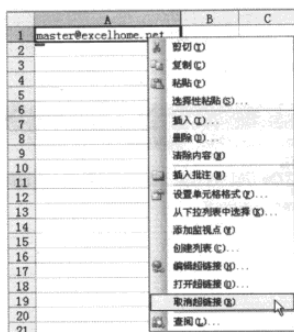 A B C
1 master@excelhome.net
2
3
4
5
6
7
8
9
10
11
12
13
14
15
16
17
18
19
20
21
剪切(T)
复制(C)
粘贴(P)
选择性粘贴(S)...
插入(I)...
删除(D)...
清除内容(N)
插入批注(M)
设置单元格格式(F)...
从下拉列表中选择(K)...
添加监视点(W)
创建列表(C)...
编辑超链接(H)...
打开超链接(O)...
取消超链接(R)
查阅(L)...